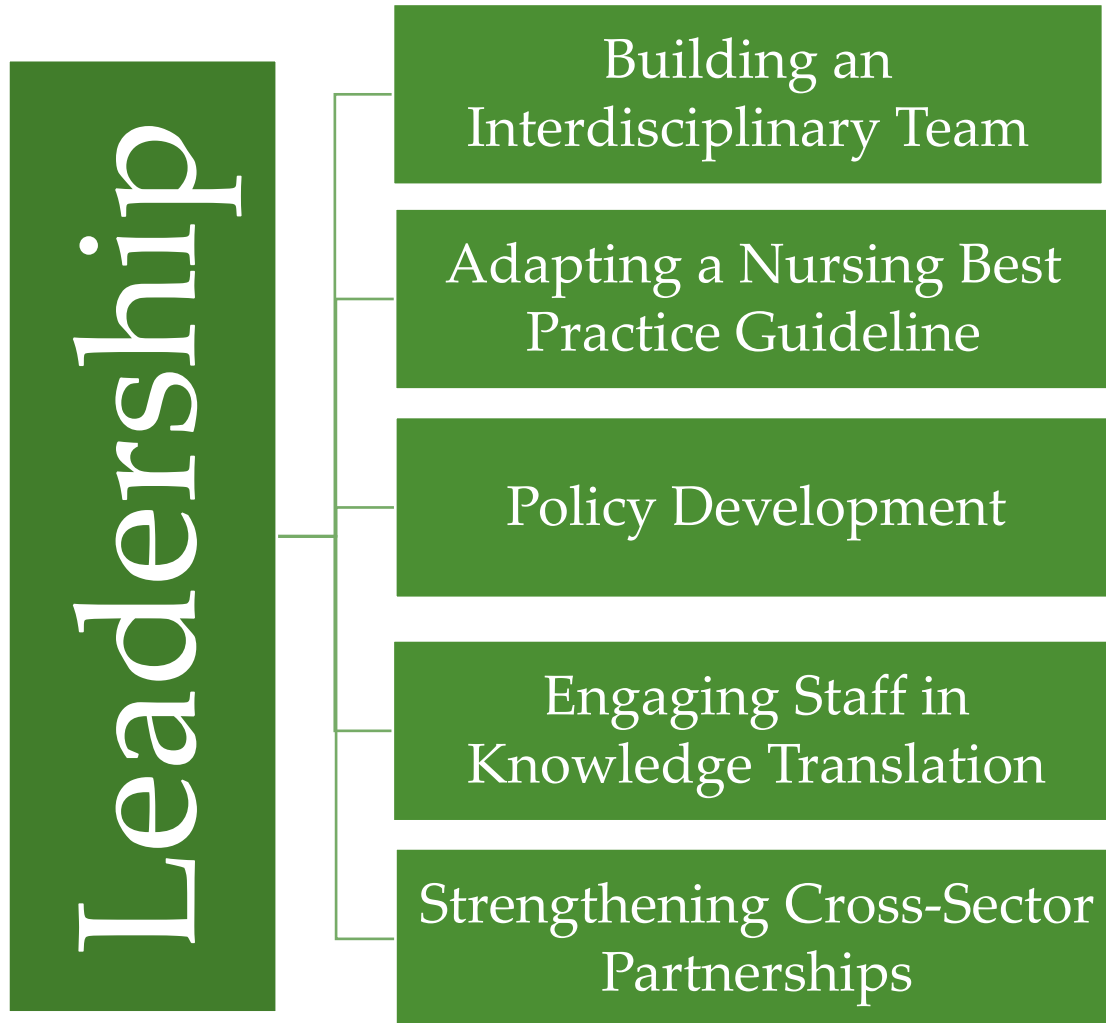 Leadership
Building an
Interdisciplinary Team
Adapting a Nursing Best
Practice Guideline
Policy Development
Engaging Staff in
Knowledge Translation
Strengthening Cross-Sector
Partnerships